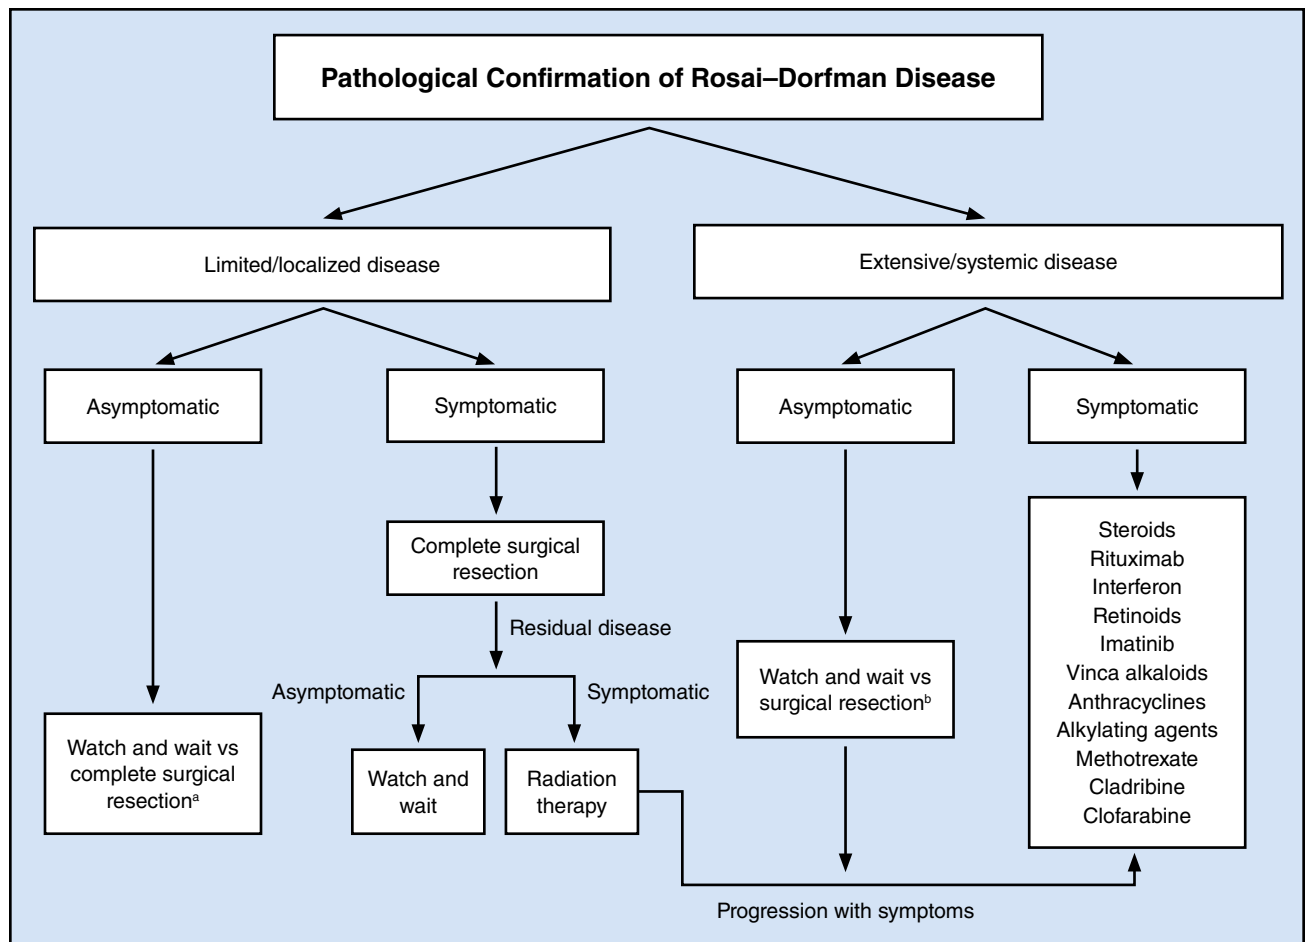 Pathological Confirmation of Rosai–Dorfman Disease
Limited/localized disease
Extensive/systemic disease
Asymptomatic
Symptomatic
Asymptomatic
Symptomatic
Complete surgical
resection
Residual disease
Asymptomatic
Symptomatic
Watch and wait vs
complete surgical
resectionᵃ
Watch and
wait
Radiation
therapy
Watch and wait vs
surgical resectionᵇ
Steroids
Rituximab
Interferon
Retinoids
Imatinib
Vinca alkaloids
Anthracyclines
Alkylating agents
Methotrexate
Cladribine
Clofarabine
Progression with symptoms